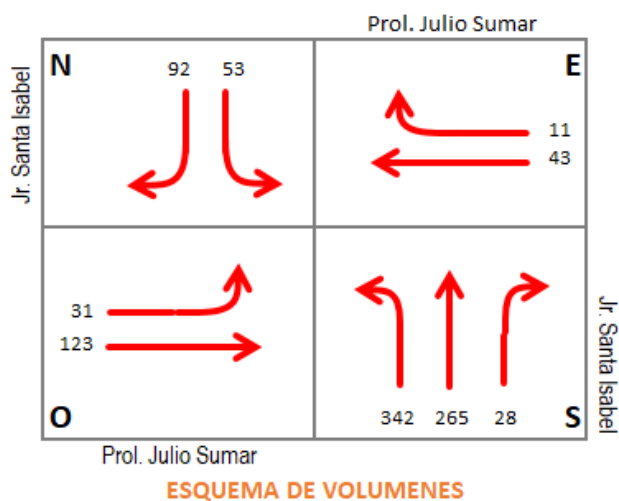 Prol. Julio Sumar
N
92 53
E
11
43
Jr. Santa Isabel
31
123
O
342 265 28
S
Jr. Santa Isabel
Prol. Julio Sumar
ESQUEMA DE VOLUMENES